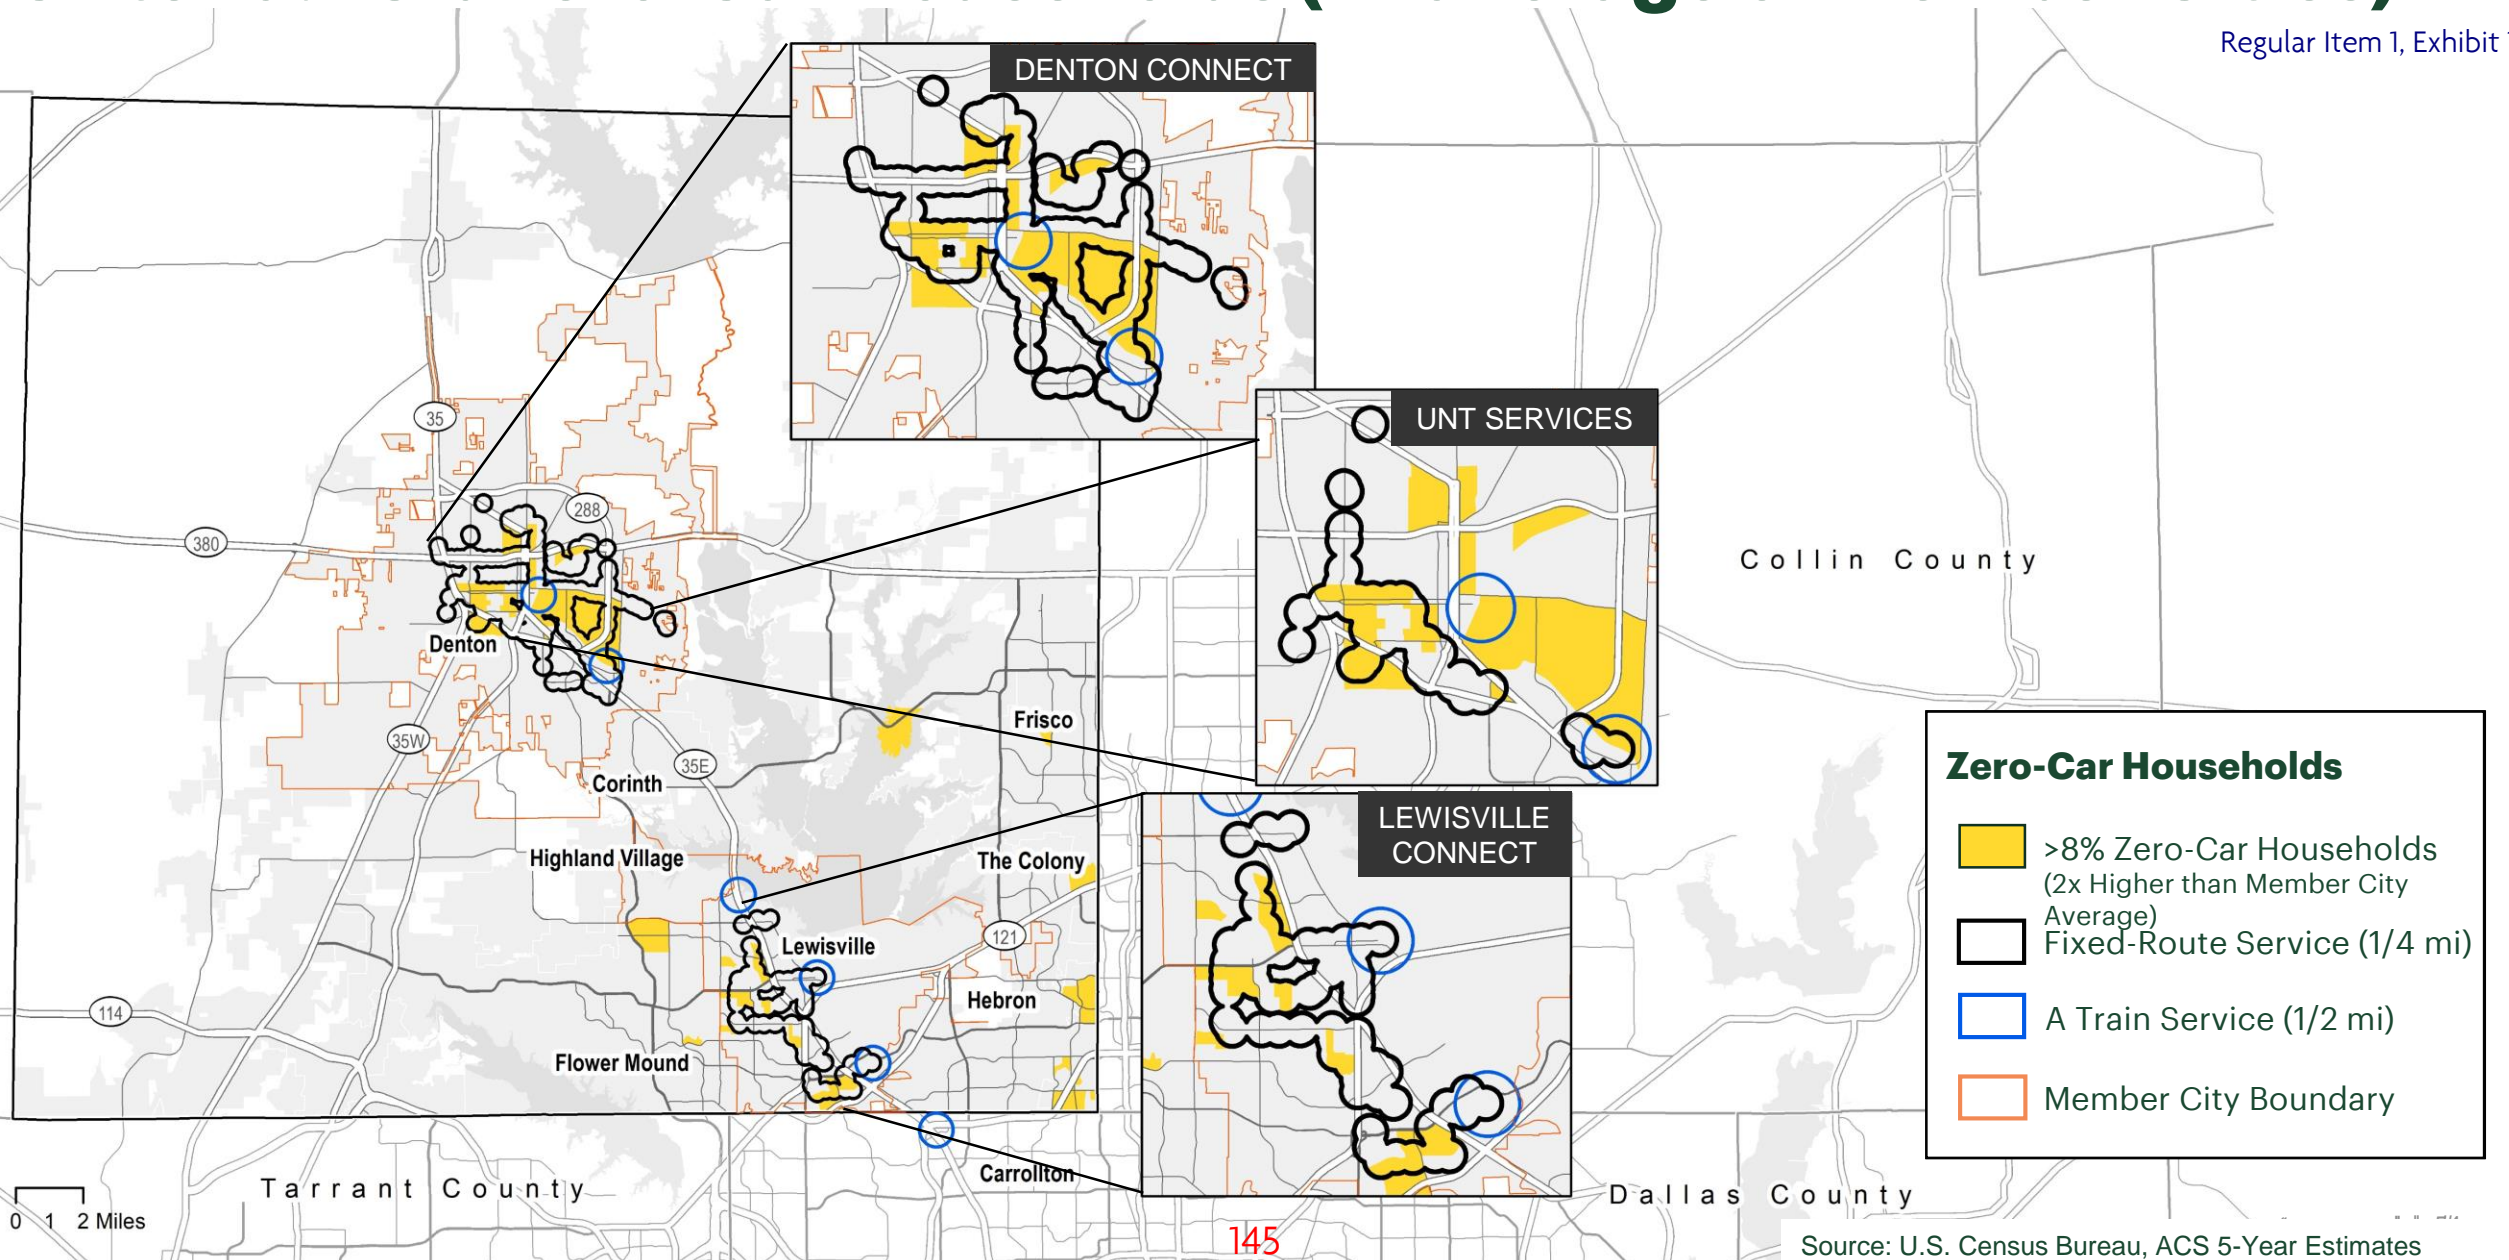 Regular Item 1, Exhibit
DENTON CONNECT
UNT SERVICES
LEWISVILLE
CONNECT
35
288
380
Denton
35W
35E
Corinth
Frisco
Highland Village
The Colony
Lewisville
121
Hebron
114
Flower Mound
Carrollton
Collin County
Tarrant County
Dallas County
0 1 2 Miles
Zero-Car Households
>8% Zero-Car Households
(2x Higher than Member City
Average)
Fixed-Route Service (1/4 mi)
A Train Service (1/2 mi)
Member City Boundary
145
Source: U.S. Census Bureau, ACS 5-Year Estimates